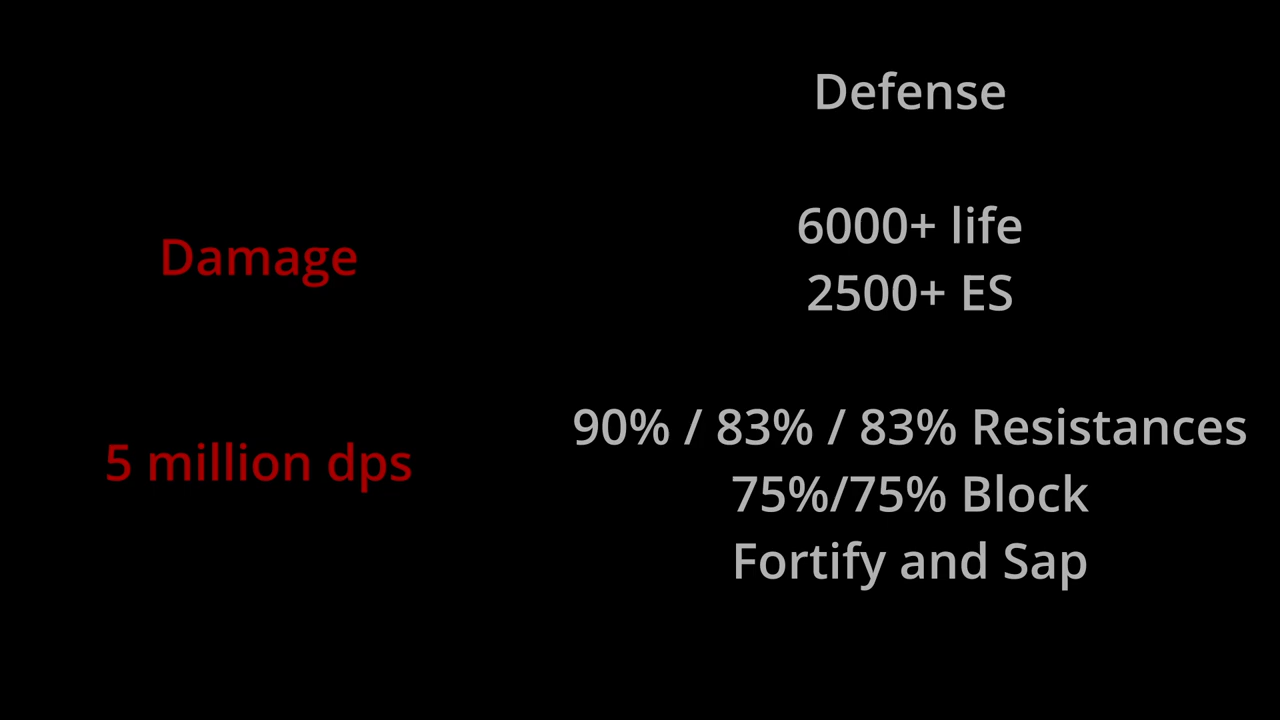 Damage
5 million dps
Defense
6000+ life
2500+ ES
90% / 83% / 83% Resistances
75%/75% Block
Fortify and Sap